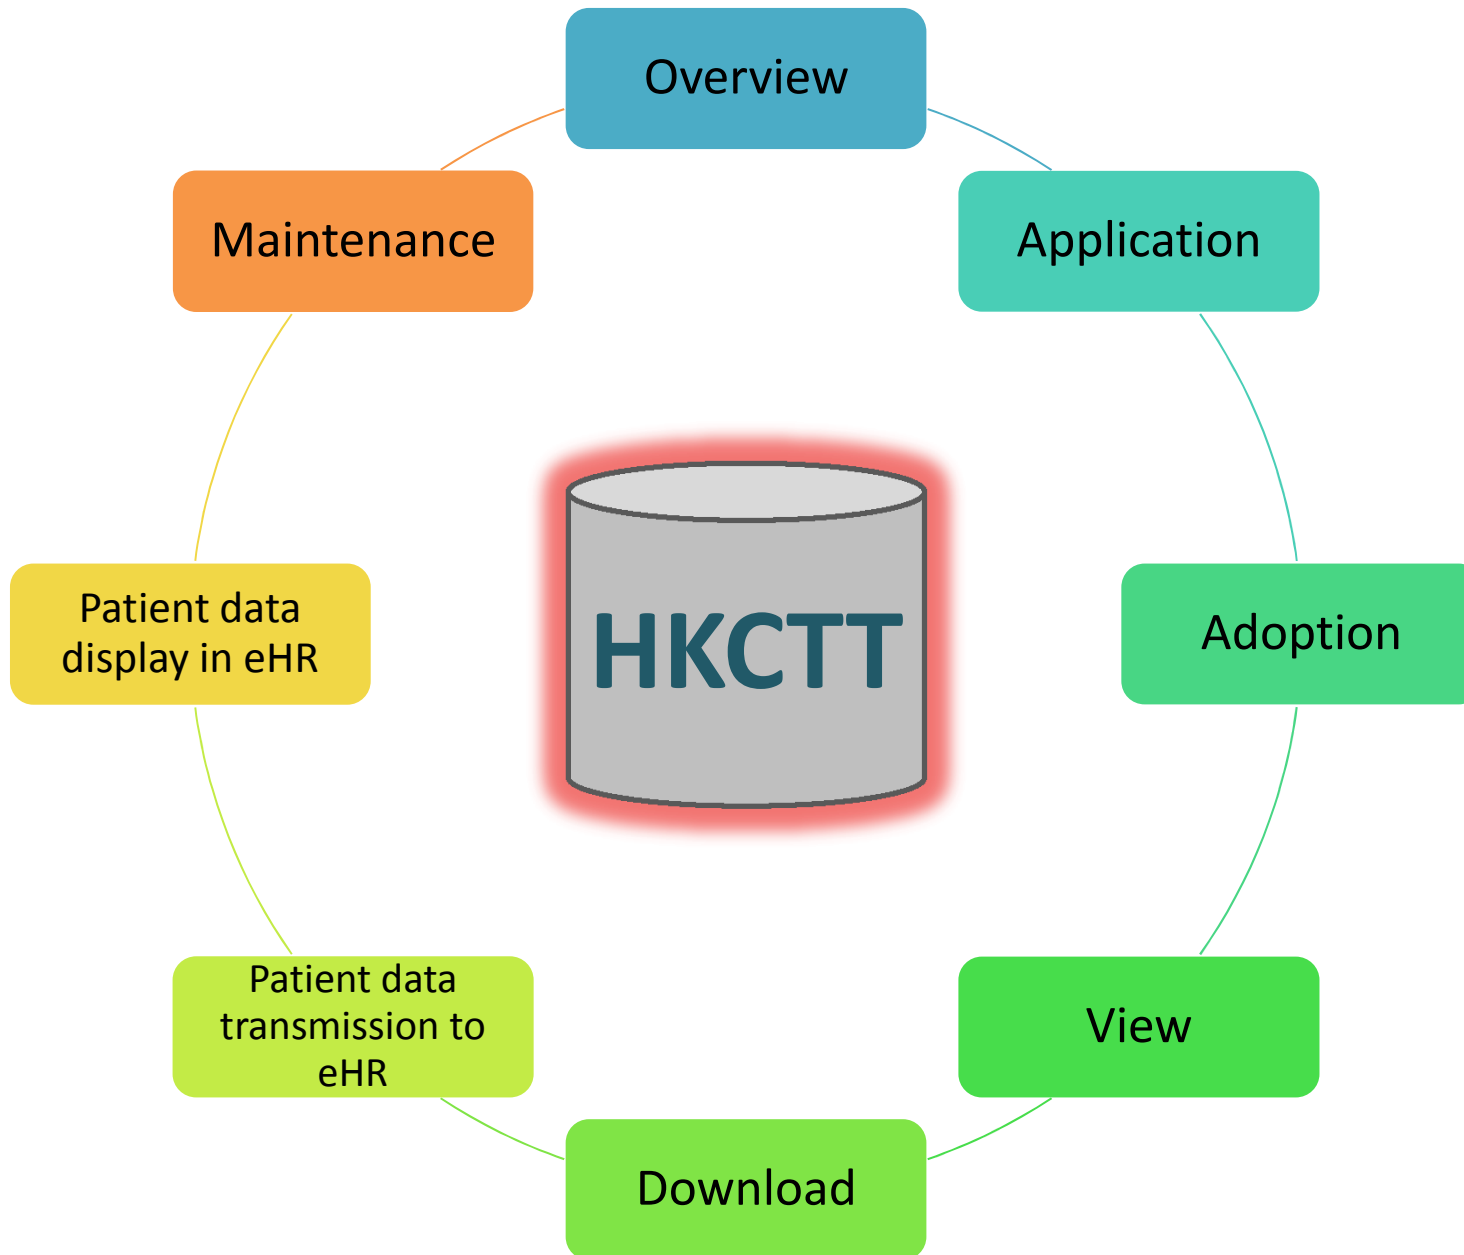 Overview
Application
Adoption
View
Download
Patient data
transmission to
eHR
Patient data
display in eHR
Maintenance
HKCTT